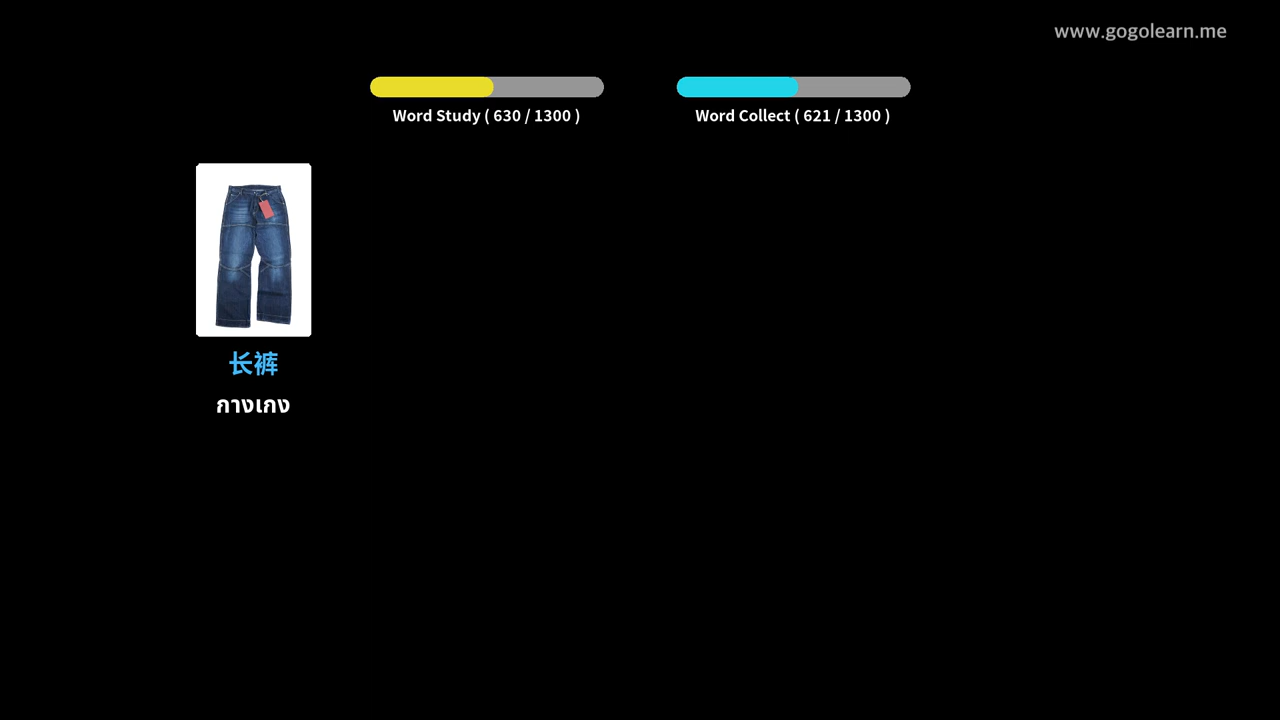 www.gogolearn.me
Word Study ( 630 / 1300 )
Word Collect ( 621 / 1300 )
长裤
กางเกง